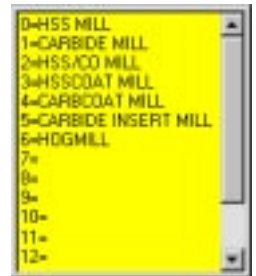 0=HSS MILL
1=CARBIDE MILL
2=HSS/CO MILL
3=HSSCOAT MILL
4=CARBCOAT MILL
5=CARBIDE INSERT MILL
6=HOGMILL
7=
8=
9=
10=
11=
12=